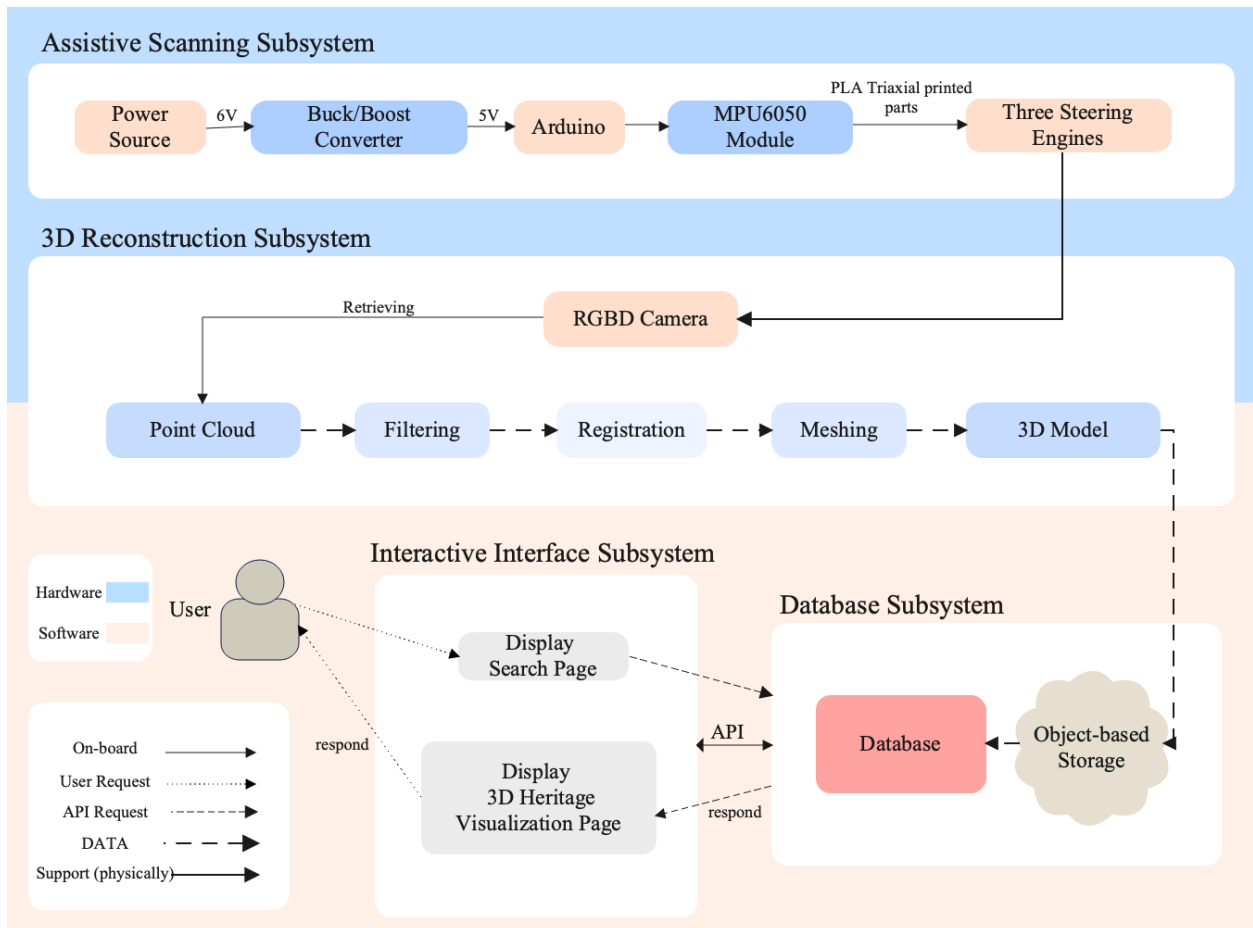 Assistive Scanning Subsystem
Power
Source
6V
Buck/Boost
Converter
5V
Arduino
MPU6050
Module
PLA Triaxial printed
parts
Three Steering
Engines
3D Reconstruction Subsystem
Retrieving
RGBD Camera
Point Cloud
Filtering
Registration
Meshing
3D Model
Hardware
Software
User
Interactive Interface Subsystem
Display
Search Page
respond
Display
3D Heritage
Visualization Page
API
respond
Database Subsystem
Database
Object-based
Storage
On-board
User Request
API Request
DATA
Support (physically)